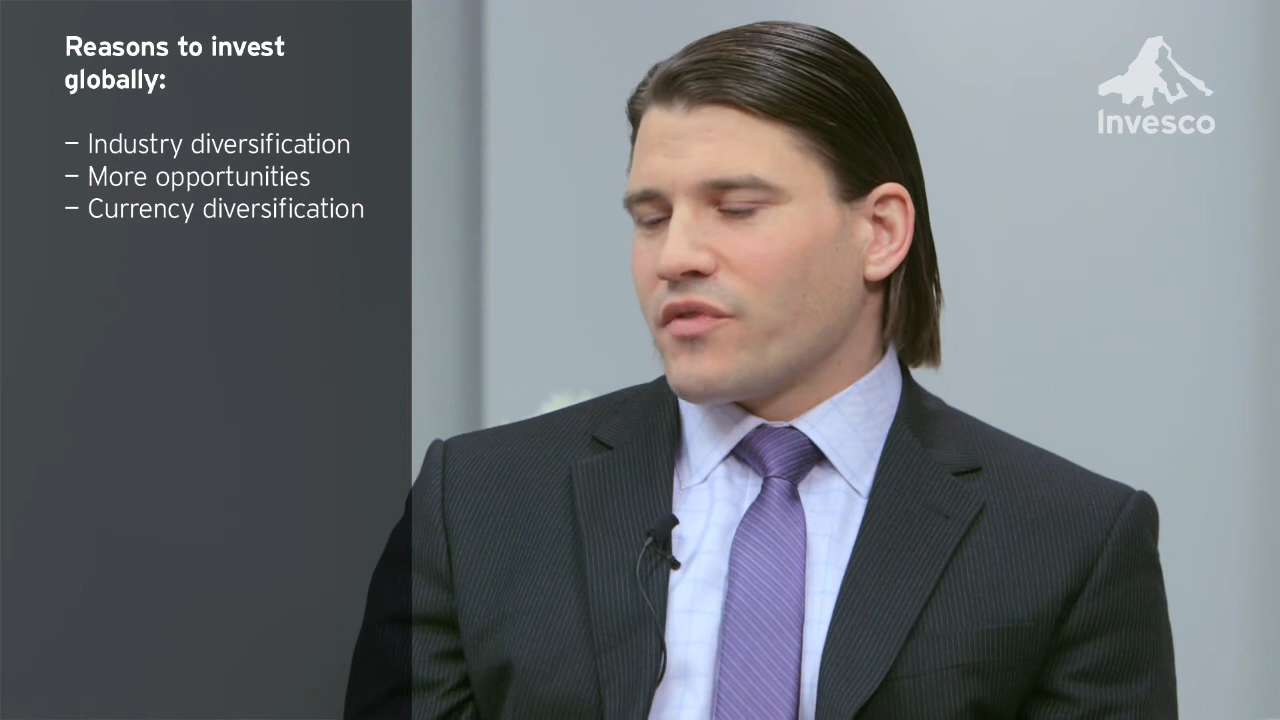 Reasons to invest
globally:
– Industry diversification
– More opportunities
– Currency diversification
Invesco